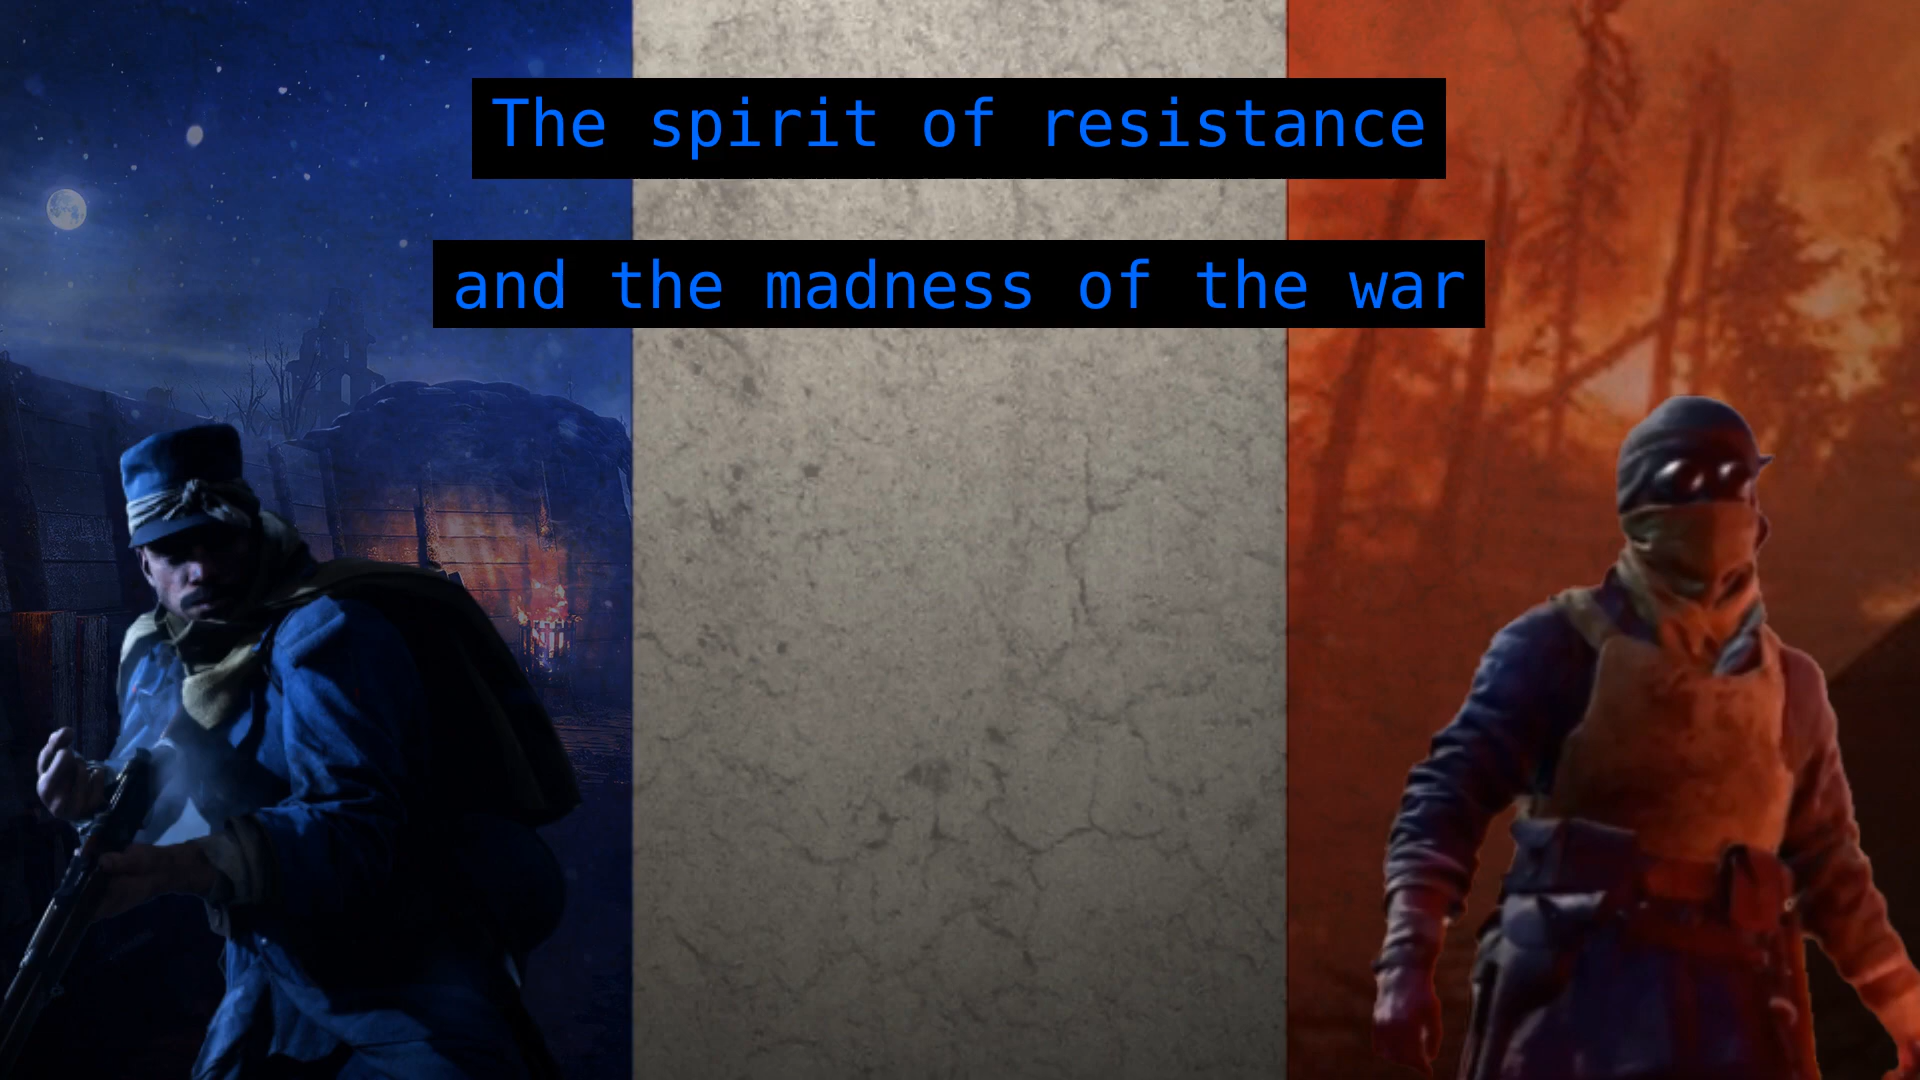 The spirit of resistance
and the madness of the war